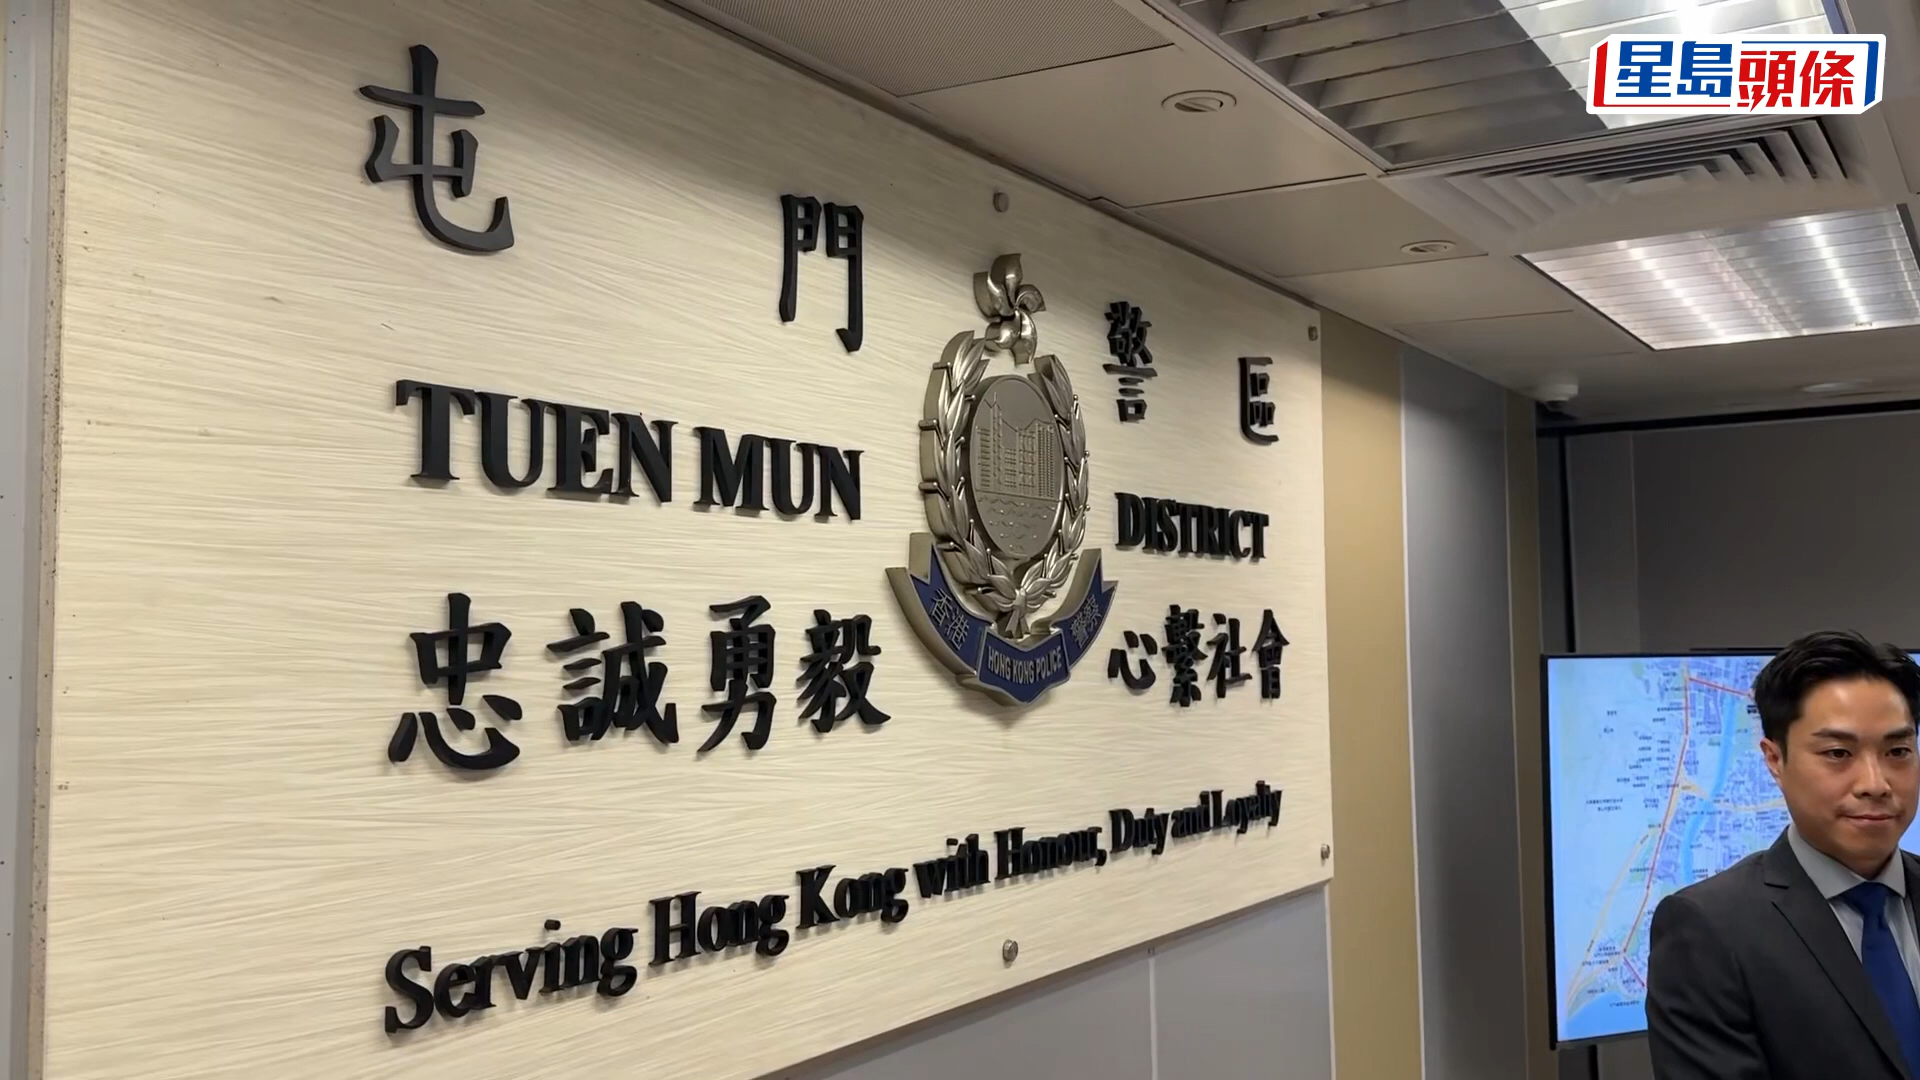 星島頭條
屯門警區
TUEN MUN DISTRICT
忠誠勇毅 心繫社會
Serving Hong Kong with Honour, Duty and Loyalty
香港 警察
HONG KONG POLICE